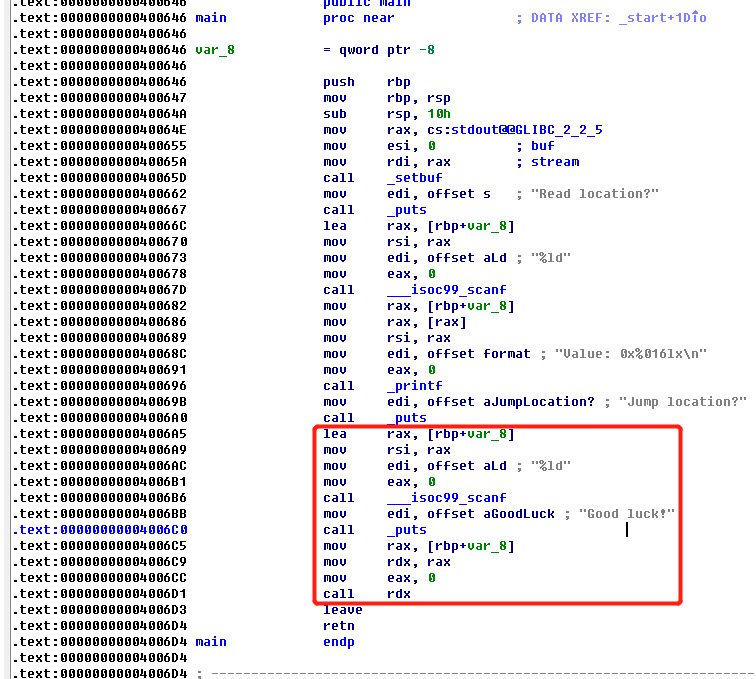 .text:0000000000400646 public main
.text:0000000000400646 main proc near ; DATA XREF: _start+1D↑o
.text:0000000000400646
.text:0000000000400646 var_8 = qword ptr -8
.text:0000000000400646
.text:0000000000400646 push rbp
.text:0000000000400647 mov rbp, rsp
.text:000000000040064A sub rsp, 10h
.text:000000000040064E mov rax, cs:stdout@@GLIBC_2_2_5
.text:0000000000400655 mov esi, 0 ; buf
.text:000000000040065A mov rdi, rax ; stream
.text:000000000040065D call _setbuf
.text:0000000000400662 mov edi, offset s ; "Read location?"
.text:0000000000400667 call _puts
.text:000000000040066C lea rax, [rbp+var_8]
.text:0000000000400670 mov rsi, rax
.text:0000000000400673 mov edi, offset aLd ; "%ld"
.text:0000000000400678 mov eax, 0
.text:000000000040067D call ___isoc99_scanf
.text:0000000000400682 mov rax, [rbp+var_8]
.text:0000000000400686 mov rax, [rax]
.text:0000000000400689 mov rsi, rax
.text:000000000040068C mov edi, offset format ; "Value: 0x%016lx\n"
.text:0000000000400691 mov eax, 0
.text:0000000000400696 call _printf
.text:000000000040069B mov edi, offset aJumpLocation? ; "Jump location?"
.text:00000000004006A0 call _puts
.text:00000000004006A5 lea rax, [rbp+var_8]
.text:00000000004006A9 mov rsi, rax
.text:00000000004006AC mov edi, offset aLd ; "%ld"
.text:00000000004006B1 mov eax, 0
.text:00000000004006B6 call ___isoc99_scanf
.text:00000000004006BB mov edi, offset aGoodLuck ; "Good luck!"
.text:00000000004006C0 call _puts
.text:00000000004006C5 mov rax, [rbp+var_8]
.text:00000000004006C9 mov rdx, rax
.text:00000000004006CC mov eax, 0
.text:00000000004006D1 call rdx
.text:00000000004006D3 leave
.text:00000000004006D4 retn
.text:00000000004006D4 main endp
.text:00000000004006D4
.text:00000000004006D4 ; ---------------------------------------------------------------------------